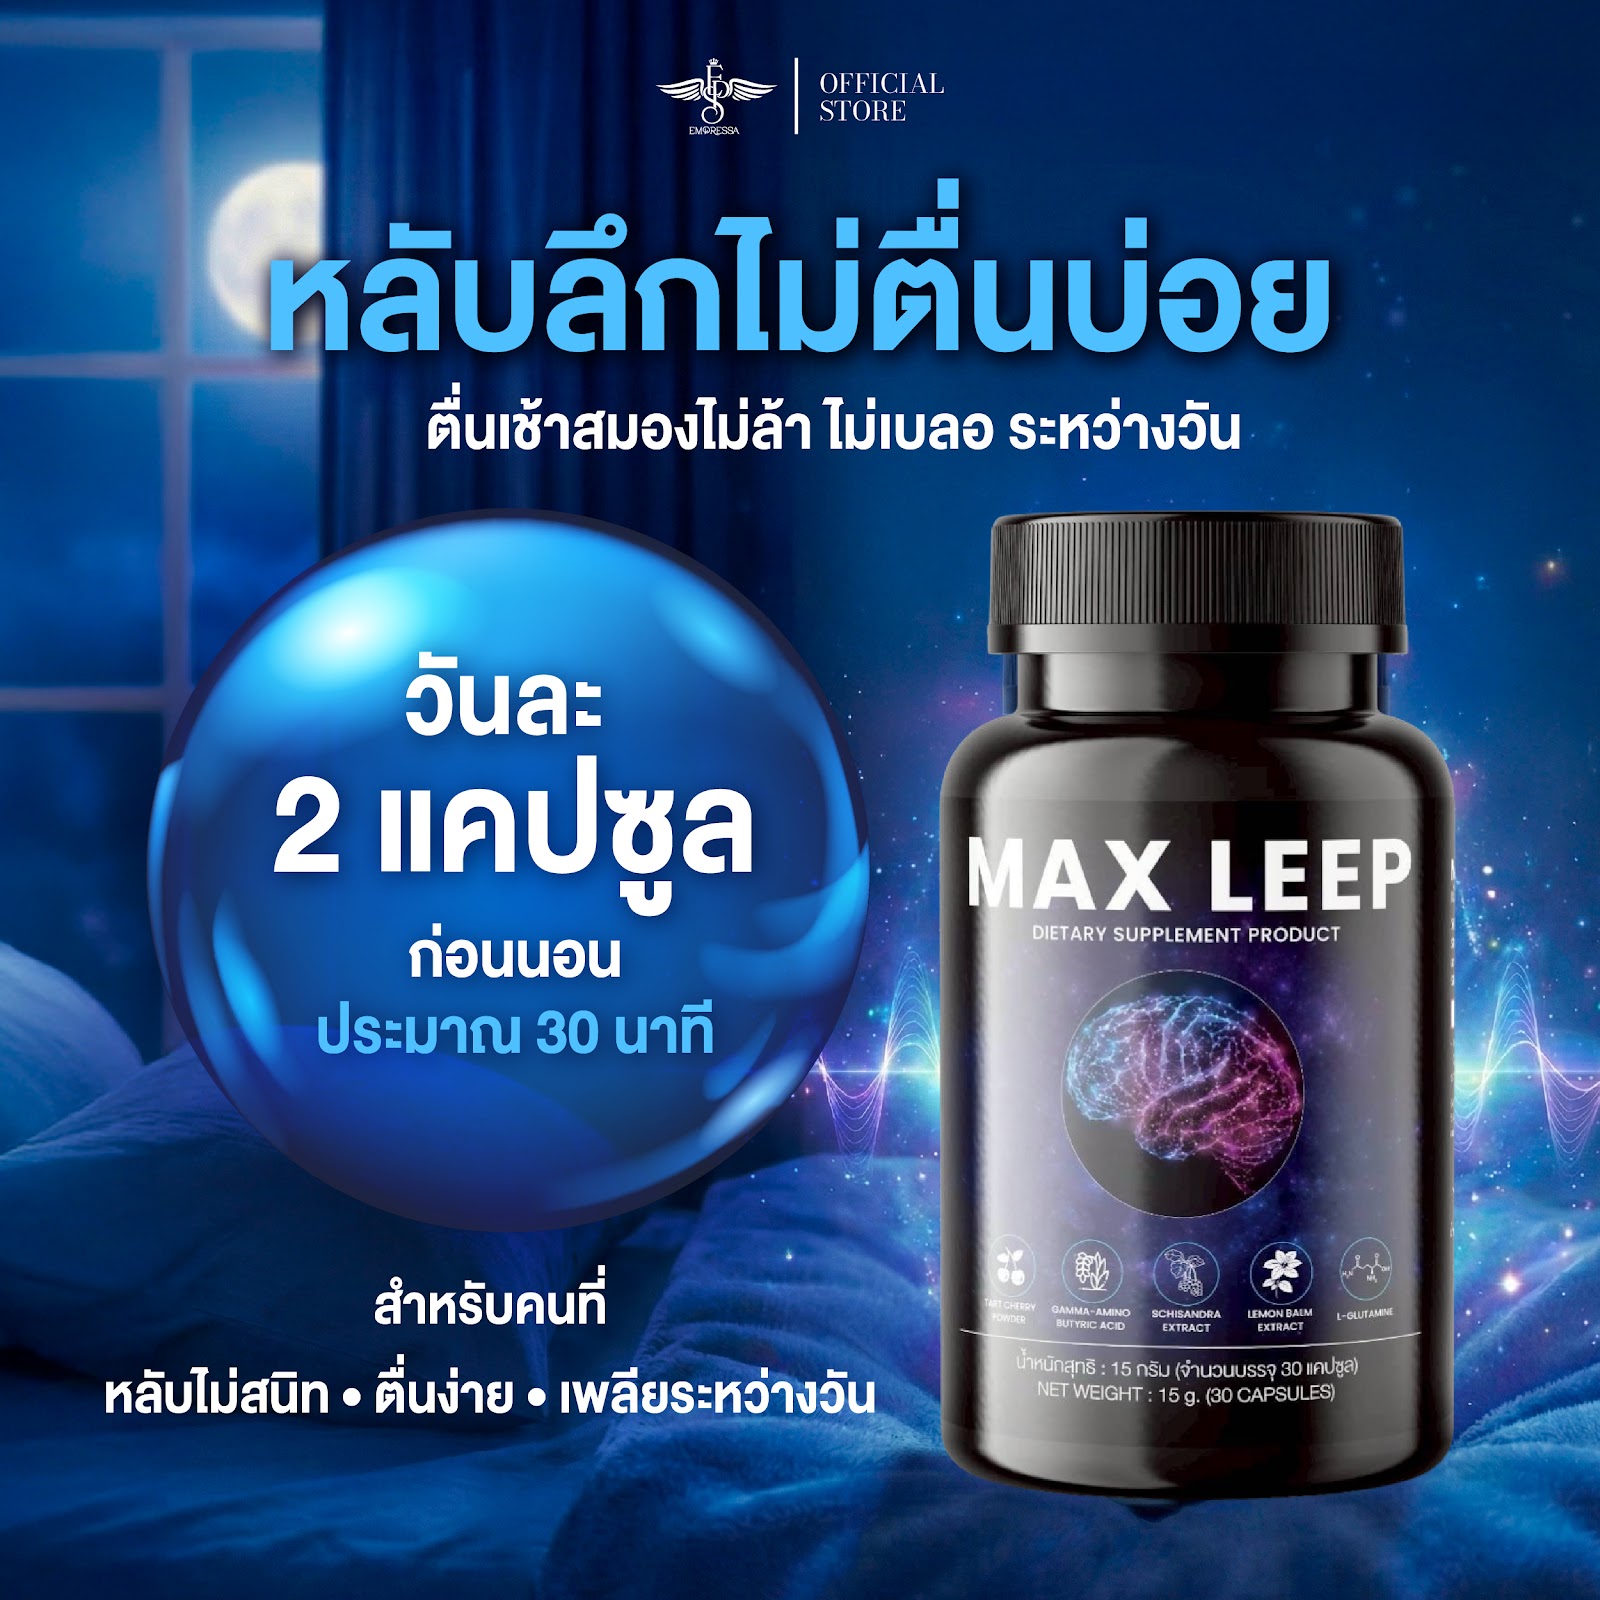 EMPRESSA
OFFICIAL
STORE
หลับลึกไม่ตื่นบ่อย
ตื่นเช้าสมองไม่ล้า ไม่เบลอ ระหว่างวัน
วันละ
2 แคปซูล
ก่อนนอน
ประมาณ 30 นาที
สำหรับคนที่
หลับไม่สนิท • ตื่นง่าย • เพลียระหว่างวัน
MAX LEEP
DIETARY SUPPLEMENT PRODUCT
TART CHERRY
POWDER
GAMMA-AMINO
BUTYRIC ACID
SCHISANDRA
EXTRACT
LEMON BALM
EXTRACT
L-GLUTAMINE
น้ำหนักสุทธิ : 15 กรัม (จำนวนบรรจุ 30 แคปซูล)
NET WEIGHT : 15 g. (30 CAPSULES)